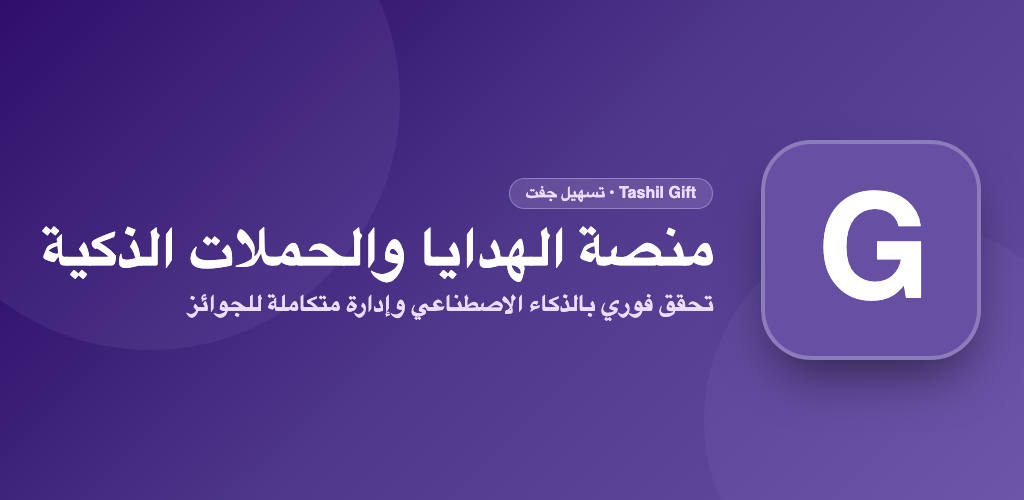 Tashil Gift • تسهيل جفت
منصة الهدايا والحملات الذكية
تحقق فوري بالذكاء الاصطناعي وإدارة متكاملة للجوائز
G